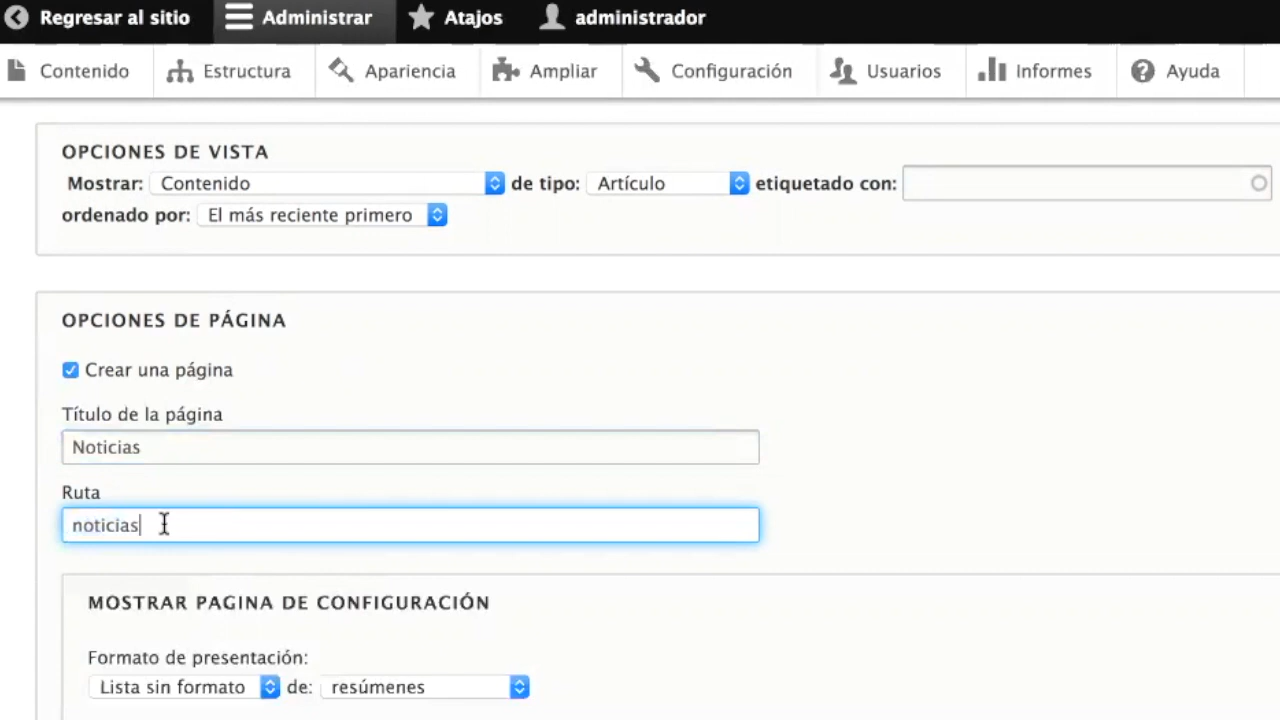 Regresar al sitio Administrar Atajos administrador
Contenido Estructura Apariencia Ampliar Configuración Usuarios Informes Ayuda
OPCIONES DE VISTA
Mostrar: Contenido de tipo: Artículo etiquetado con:
ordenado por: El más reciente primero
OPCIONES DE PÁGINA
Crear una página
Título de la página
Noticias
Ruta
noticias
MOSTRAR PAGINA DE CONFIGURACIÓN
Formato de presentación:
Lista sin formato de: resúmenes